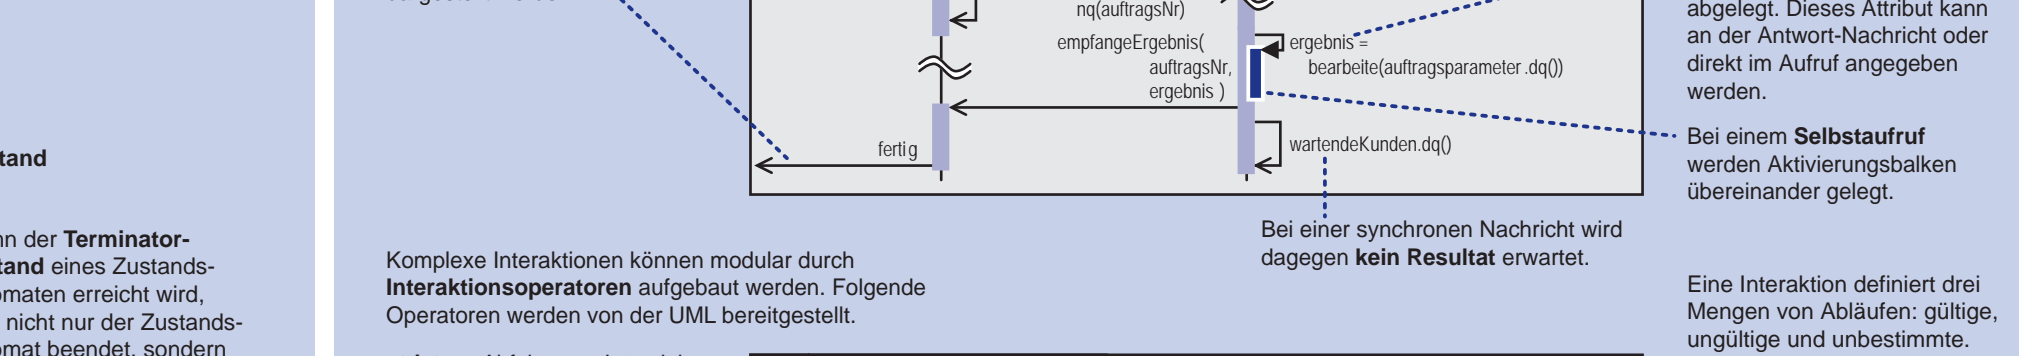 tand
nn der Terminator-
tand eines Zustands-
maten erreicht wird,
nicht nur der Zustands-
mat beendet, sondern
nq(auftragsNr)
empfangeErgebnis(
auftragsNr,
ergebnis )
fertig
ergebnis =
bearbeite(auftragsparameter.dq())
wartendeKunden.dq()
Bei einer synchronen Nachricht wird
dagegen kein Resultat erwartet.
Komplexe Interaktionen können modular durch
Interaktionsoperatoren aufgebaut werden. Folgende
Operatoren werden von der UML bereitgestellt.
abgelegt. Dieses Attribut kann
an der Antwort-Nachricht oder
direkt im Aufruf angegeben
werden.
Bei einem Selbstaufruf
werden Aktivierungsbalken
übereinander gelegt.
Eine Interaktion definiert drei
Mengen von Abläufen: gültige,
ungültige und unbestimmte.